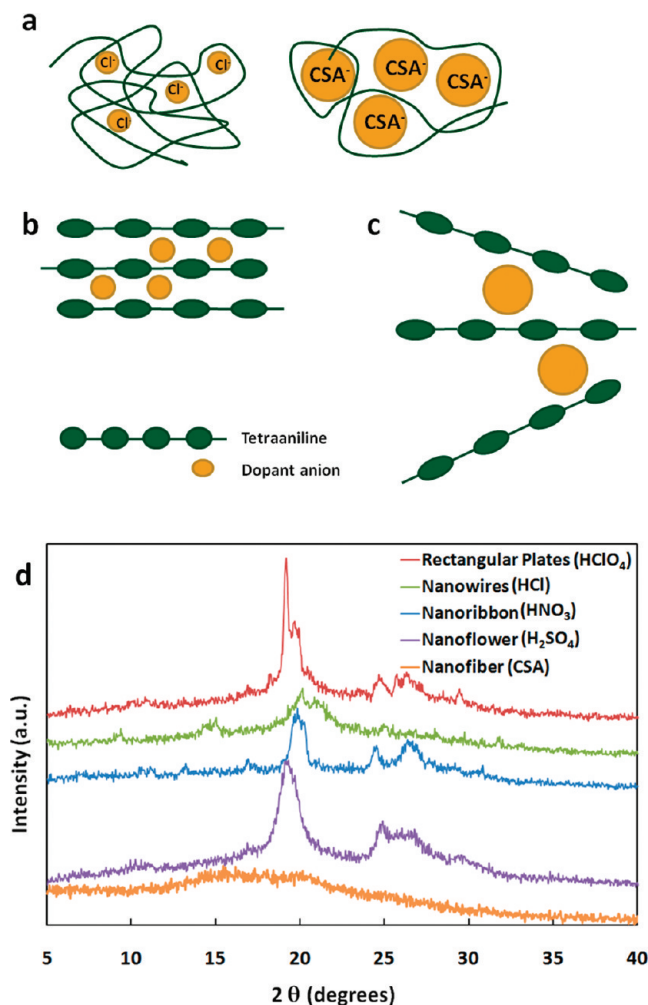 a
Cl-
Cl-
Cl-
Cl-
CSA-
CSA-
CSA-
CSA-
b
c
Tetraaniline
Dopant anion
d
Rectangular Plates (HClO4)
Nanowires (HCl)
Nanoribbon (HNO3)
Nanoflower (H2SO4)
Nanofiber (CSA)
Intensity (a.u.)
5 10 15 20 25 30 35 40
2 θ (degrees)